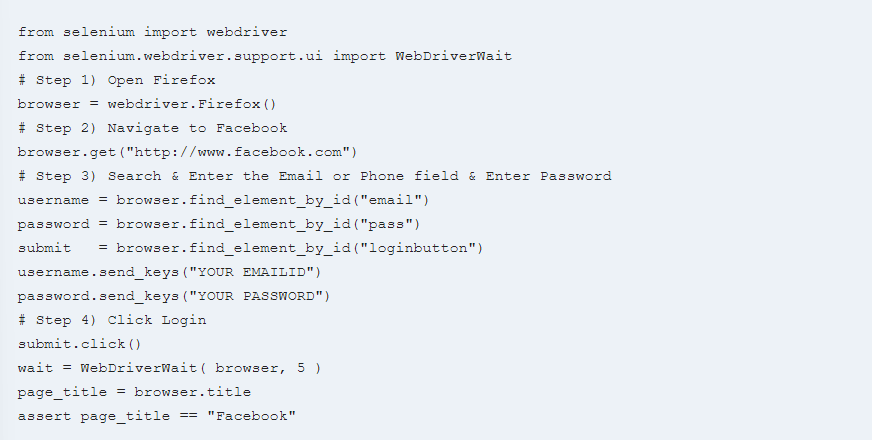 from selenium import webdriver
from selenium.webdriver.support.ui import WebDriverWait
# Step 1) Open Firefox
browser = webdriver.Firefox()
# Step 2) Navigate to Facebook
browser.get("http://www.facebook.com")
# Step 3) Search & Enter the Email or Phone field & Enter Password
username = browser.find_element_by_id("email")
password = browser.find_element_by_id("pass")
submit   = browser.find_element_by_id("loginbutton")
username.send_keys("YOUR EMAILID")
password.send_keys("YOUR PASSWORD")
# Step 4) Click Login
submit.click()
wait = WebDriverWait( browser, 5 )
page_title = browser.title
assert page_title == "Facebook"